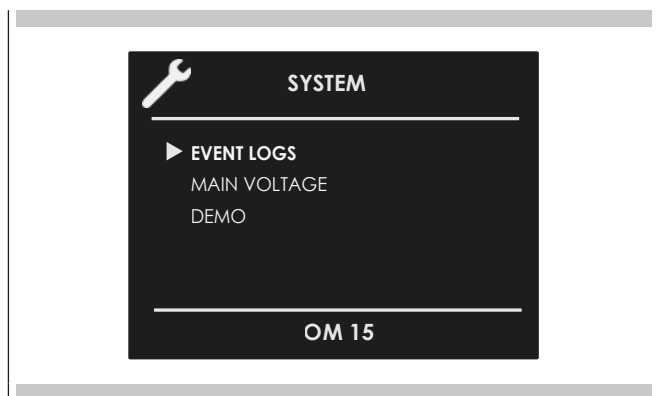 SYSTEM
EVENT LOGS
MAIN VOLTAGE
DEMO
OM 15